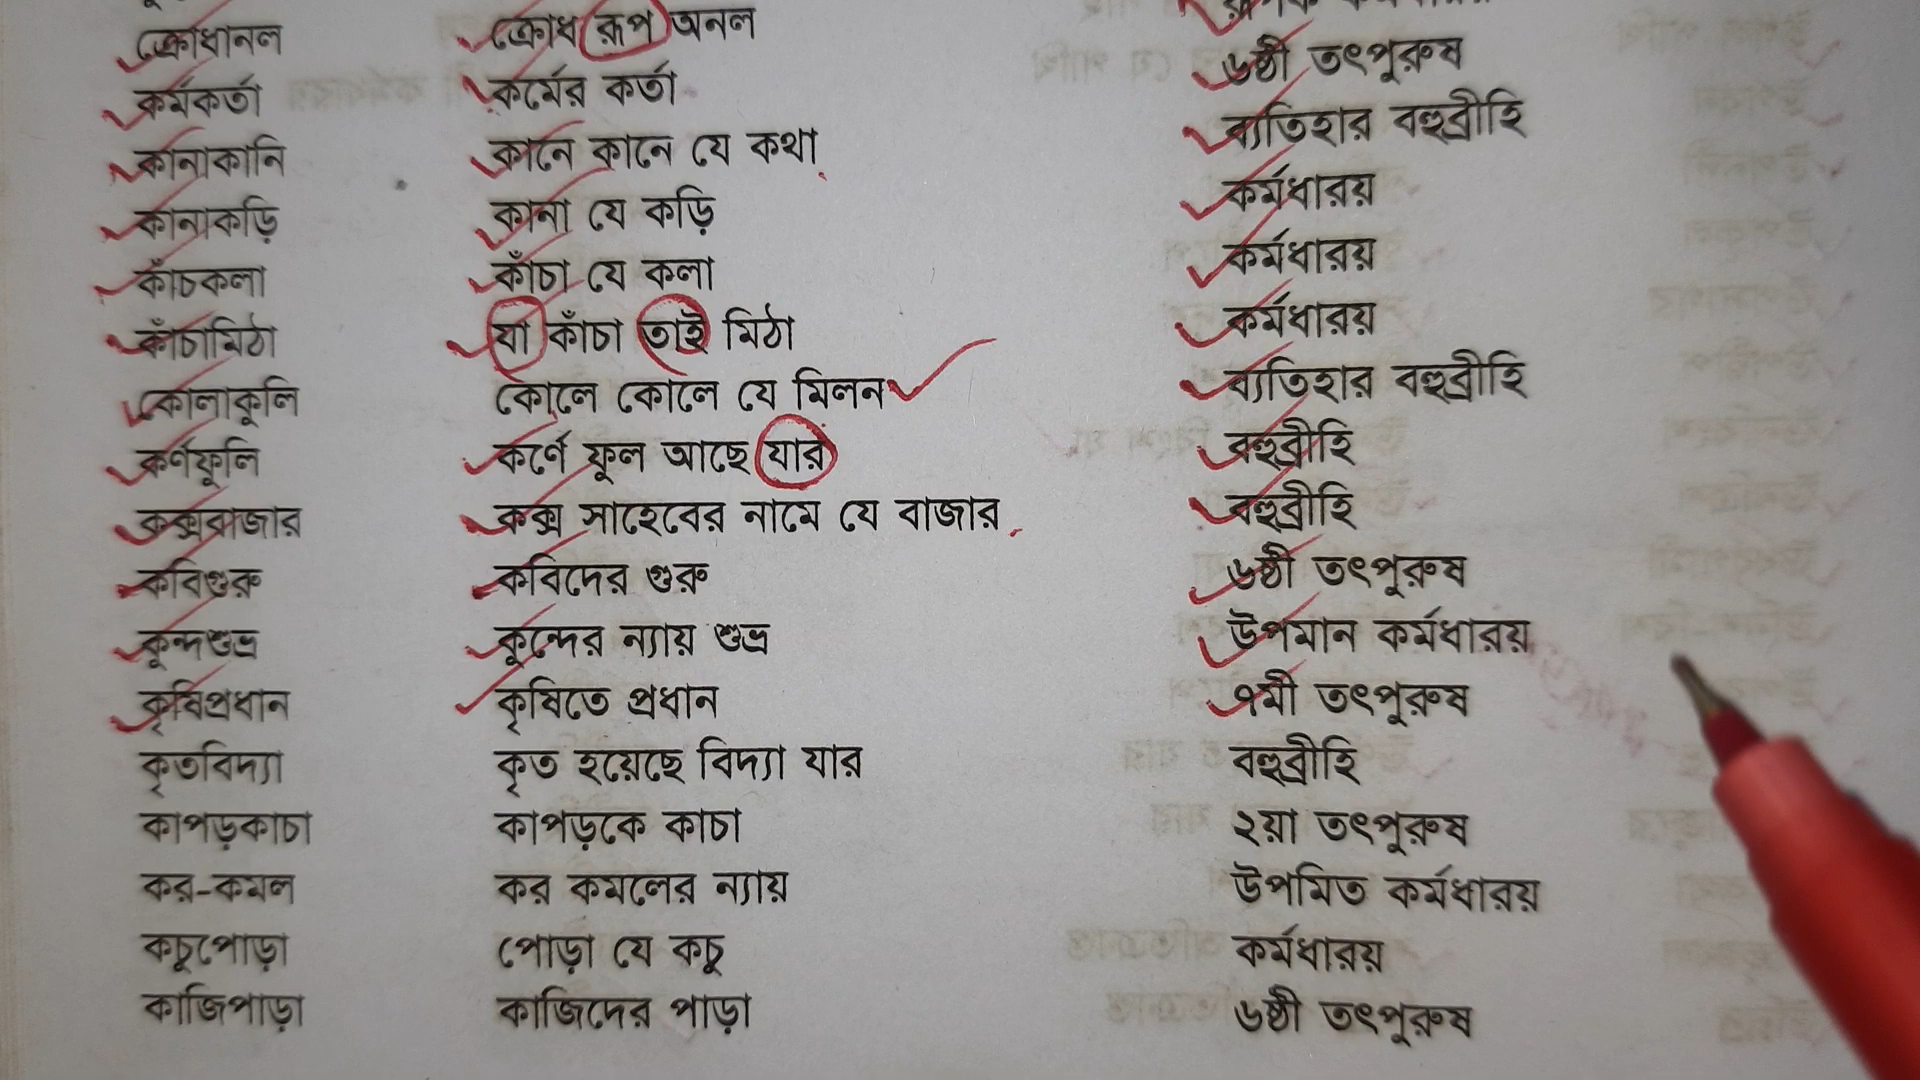 ক্রোধানল ক্রোধ রূপ অনল
কর্মকর্তা কর্মের কর্তা ৬ষ্ঠী তৎপুরুষ
কানাকানি কানে কানে যে কথা ব্যতিহার বহুব্রীহি
কানাকড়ি কানা যে কড়ি কর্মধারয়
কাঁচকলা কাঁচা যে কলা কর্মধারয়
কাঁচামিঠা যা কাঁচা তাই মিঠা কর্মধারয়
কোলাকুলি কোলে কোলে যে মিলন ব্যতিহার বহুব্রীহি
কর্ণফুলি কর্ণে ফুল আছে যার বহুব্রীহি
কক্সবাজার কক্স সাহেবের নামে যে বাজার বহুব্রীহি
কবিগুরু কবিদের গুরু ৬ষ্ঠী তৎপুরুষ
কুন্দশুভ্র কুন্দের ন্যায় শুভ্র উপমান কর্মধারয়
কৃষিপ্রধান কৃষিতে প্রধান ৭মী তৎপুরুষ
কৃতবিদ্যা কৃত হয়েছে বিদ্যা যার বহুব্রীহি
কাপড়কাচা কাপড়কে কাচা ২য়া তৎপুরুষ
কর-কমল কর কমলের ন্যায় উপমিত কর্মধারয়
কচুপোড়া পোড়া যে কচু কর্মধারয়
কাজিপাড়া কাজিদের পাড়া ৬ষ্ঠী তৎপুরুষ